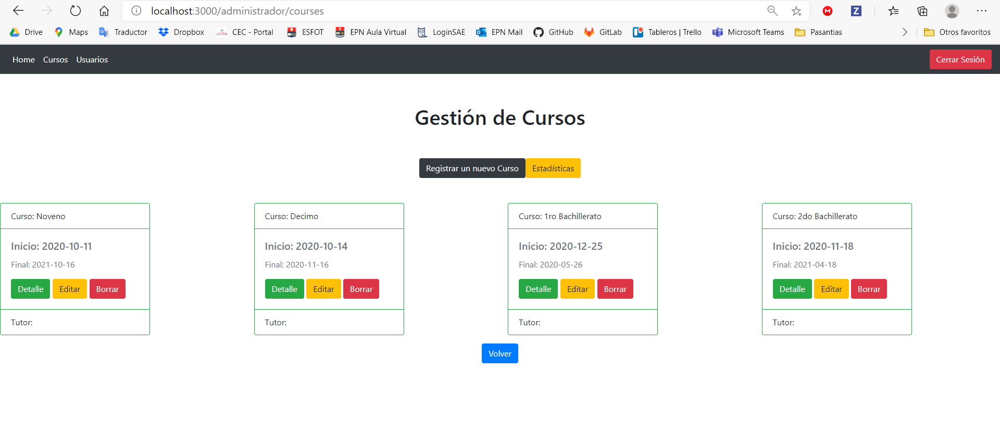 localhost:3000/administrador/courses
Drive Maps Traductor Dropbox CEC - Portal ESFOT EPN Aula Virtual LoginSAE EPN Mail GitHub GitLab Tableros | Trello Microsoft Teams Pasantias Otros favoritos
Home Cursos Usuarios Cerrar Sesión
Gestión de Cursos
Registrar un nuevo Curso Estadísticas
Curso: Noveno
Inicio: 2020-10-11
Final: 2021-10-16
Detalle Editar Borrar
Tutor:
Curso: Decimo
Inicio: 2020-10-14
Final: 2020-11-16
Detalle Editar Borrar
Tutor:
Curso: 1ro Bachillerato
Inicio: 2020-12-25
Final: 2020-05-26
Detalle Editar Borrar
Tutor:
Curso: 2do Bachillerato
Inicio: 2020-11-18
Final: 2021-04-18
Detalle Editar Borrar
Tutor:
Volver